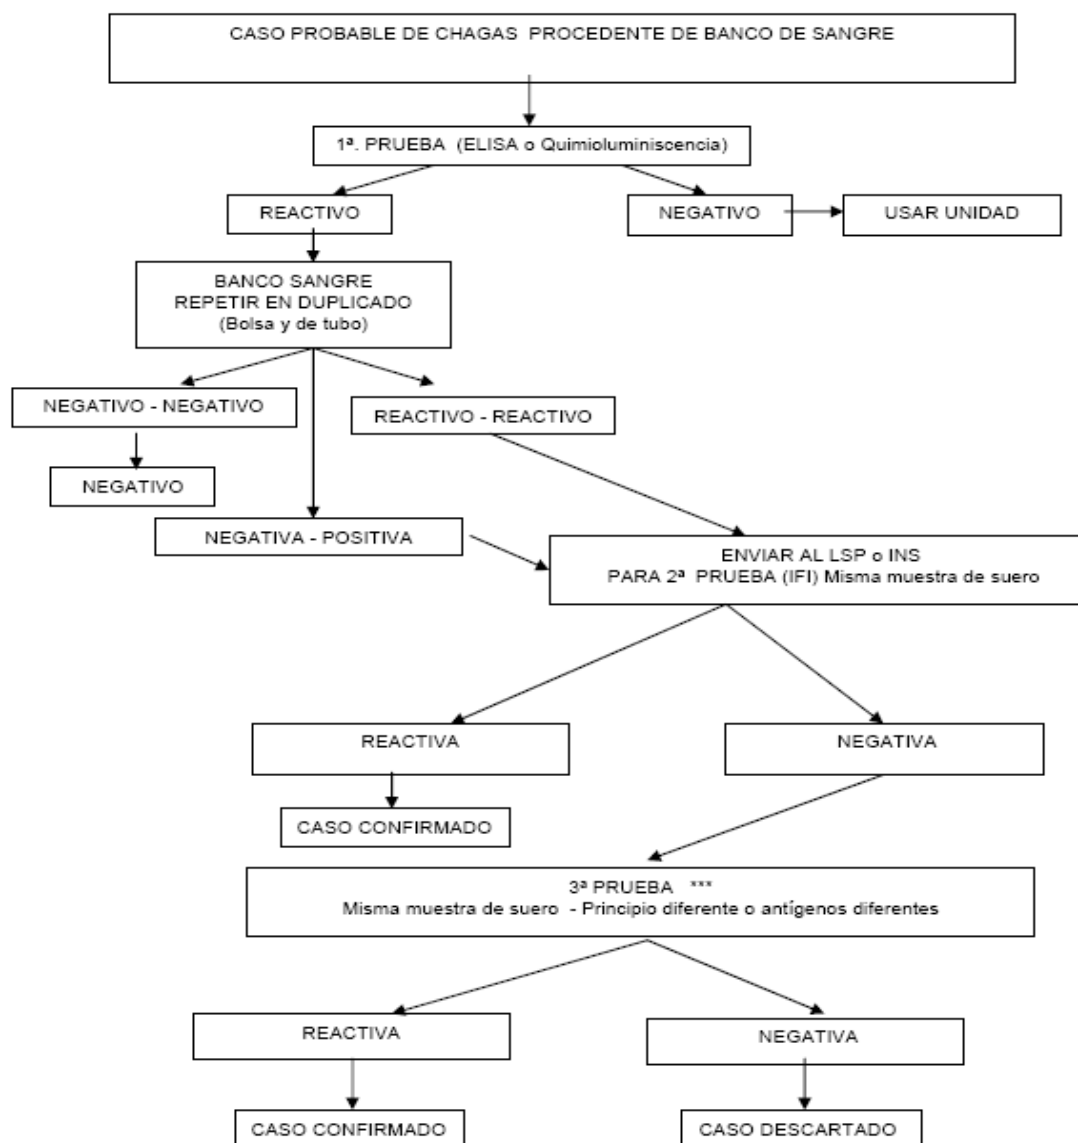 CASO PROBABLE DE CHAGAS PROCEDENTE DE BANCO DE SANGRE
1ª. PRUEBA (ELISA o Quimioluminiscencia)
REACTIVO
NEGATIVO
USAR UNIDAD
BANCO SANGRE
REPETIR EN DUPLICADO
(Bolsa y de tubo)
NEGATIVO - NEGATIVO
REACTIVO - REACTIVO
NEGATIVO
NEGATIVA - POSITIVA
ENVIAR AL LSP o INS
PARA 2ª PRUEBA (IFI) Misma muestra de suero
REACTIVA
NEGATIVA
CASO CONFIRMADO
3ª PRUEBA ***
Misma muestra de suero - Principio diferente o antígenos diferentes
REACTIVA
NEGATIVA
CASO CONFIRMADO
CASO DESCARTADO